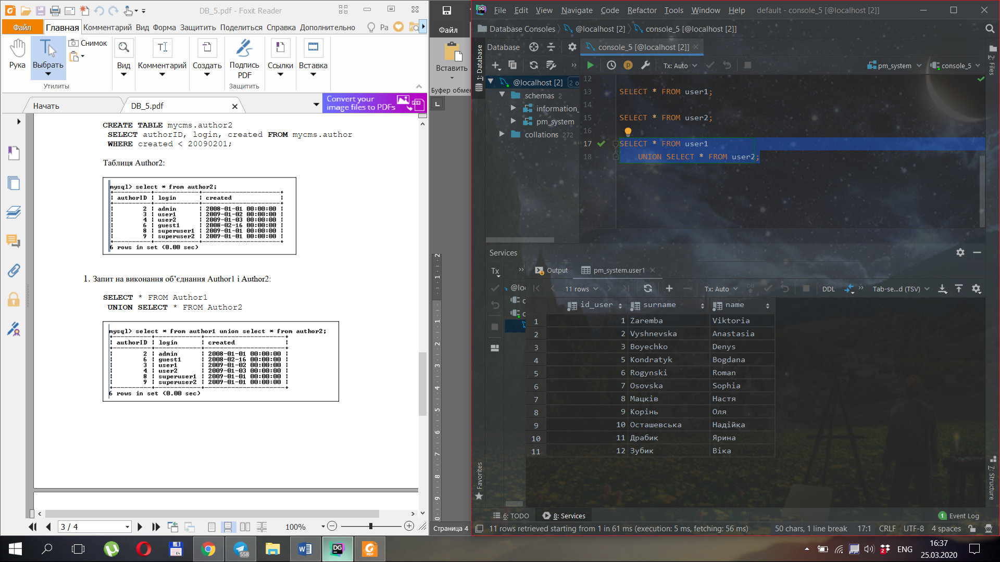 DB_5.pdf - Foxit Reader
Файл Главная Комментарий Вид Форма Защитить Поделиться Справка Дополнительно Ра
Рука
Выбрать
Снимок
Утилиты
Вид
Комментарий
Создать
Подпись PDF
Защитить
Ссылки
Вставка
Начать
DB_5.pdf
Convert your
image files to PDFs
CREATE TABLE mycms.author2
SELECT authorID, login, created FROM mycms.author
WHERE created < 20090201;
Таблиця Author2:
mysql> select * from author2;
authorID | login | created
2 | admin | 2008-01-01 00:00:00
3 | user1 | 2009-01-02 00:00:00
4 | user2 | 2009-01-03 00:00:00
6 | guest1 | 2008-02-16 00:00:00
8 | superuser1 | 2009-01-01 00:00:00
9 | superuser2 | 2009-01-01 00:00:00
6 rows in set (0.00 sec)
1. Запит на виконання об’єднання Author1 і Author2:
SELECT * FROM Author1
UNION SELECT * FROM Author2
mysql> select * from author1 union select * from author2;
authorID | login | created
2 | admin | 2008-01-01 00:00:00
6 | guest1 | 2008-02-16 00:00:00
3 | user1 | 2009-01-02 00:00:00
4 | user2 | 2009-01-03 00:00:00
8 | superuser1 | 2009-01-01 00:00:00
9 | superuser2 | 2009-01-01 00:00:00
6 rows in set (0.00 sec)
3 / 4
100%
Файл
Вставить
Буфер обмен
Страница 4
File Edit View Navigate Code Refactor Tools Window Help default - console_5 [@localhost [2]]
Database Consoles @localhost [2] console_5 [@localhost [2]]
1: Database
Database
console_5 [@localhost [2]]
Tx: Auto
pm_system
console_5
2: Files
@localhost [2] 2 o
schemas 2
information_
pm_system
collations 272
12
13 SELECT * FROM user1;
14
15 SELECT * FROM user2;
16
17 SELECT * FROM user1
18 UNION SELECT * FROM user2;
Services
Tx
Output
pm_system.user1
11 rows
Tx: Auto
DDL
Tab-se...d (TSV)
@loc
id_user surname name
1 1 Zaremba Viktoria
2 2 Vyshnevska Anastasia
3 3 Boyechko Denys
4 5 Kondratyk Bogdana
5 6 Rogynski Roman
6 7 Osovska Sophia
7 8 Мацків Настя
8 9 Корінь Оля
9 10 Осташевська Надійка
10 11 Драбик Ярина
11 12 Зубик Віка
Favorites
7: Structure
6: TODO
8: Services
1 Event Log
11 rows retrieved starting from 1 in 61 ms (execution: 5 ms, fetching: 56 ms)
50 chars, 1 line break 17:1 CRLF UTF-8 4 spaces
558
ENG
16:37
25.03.2020